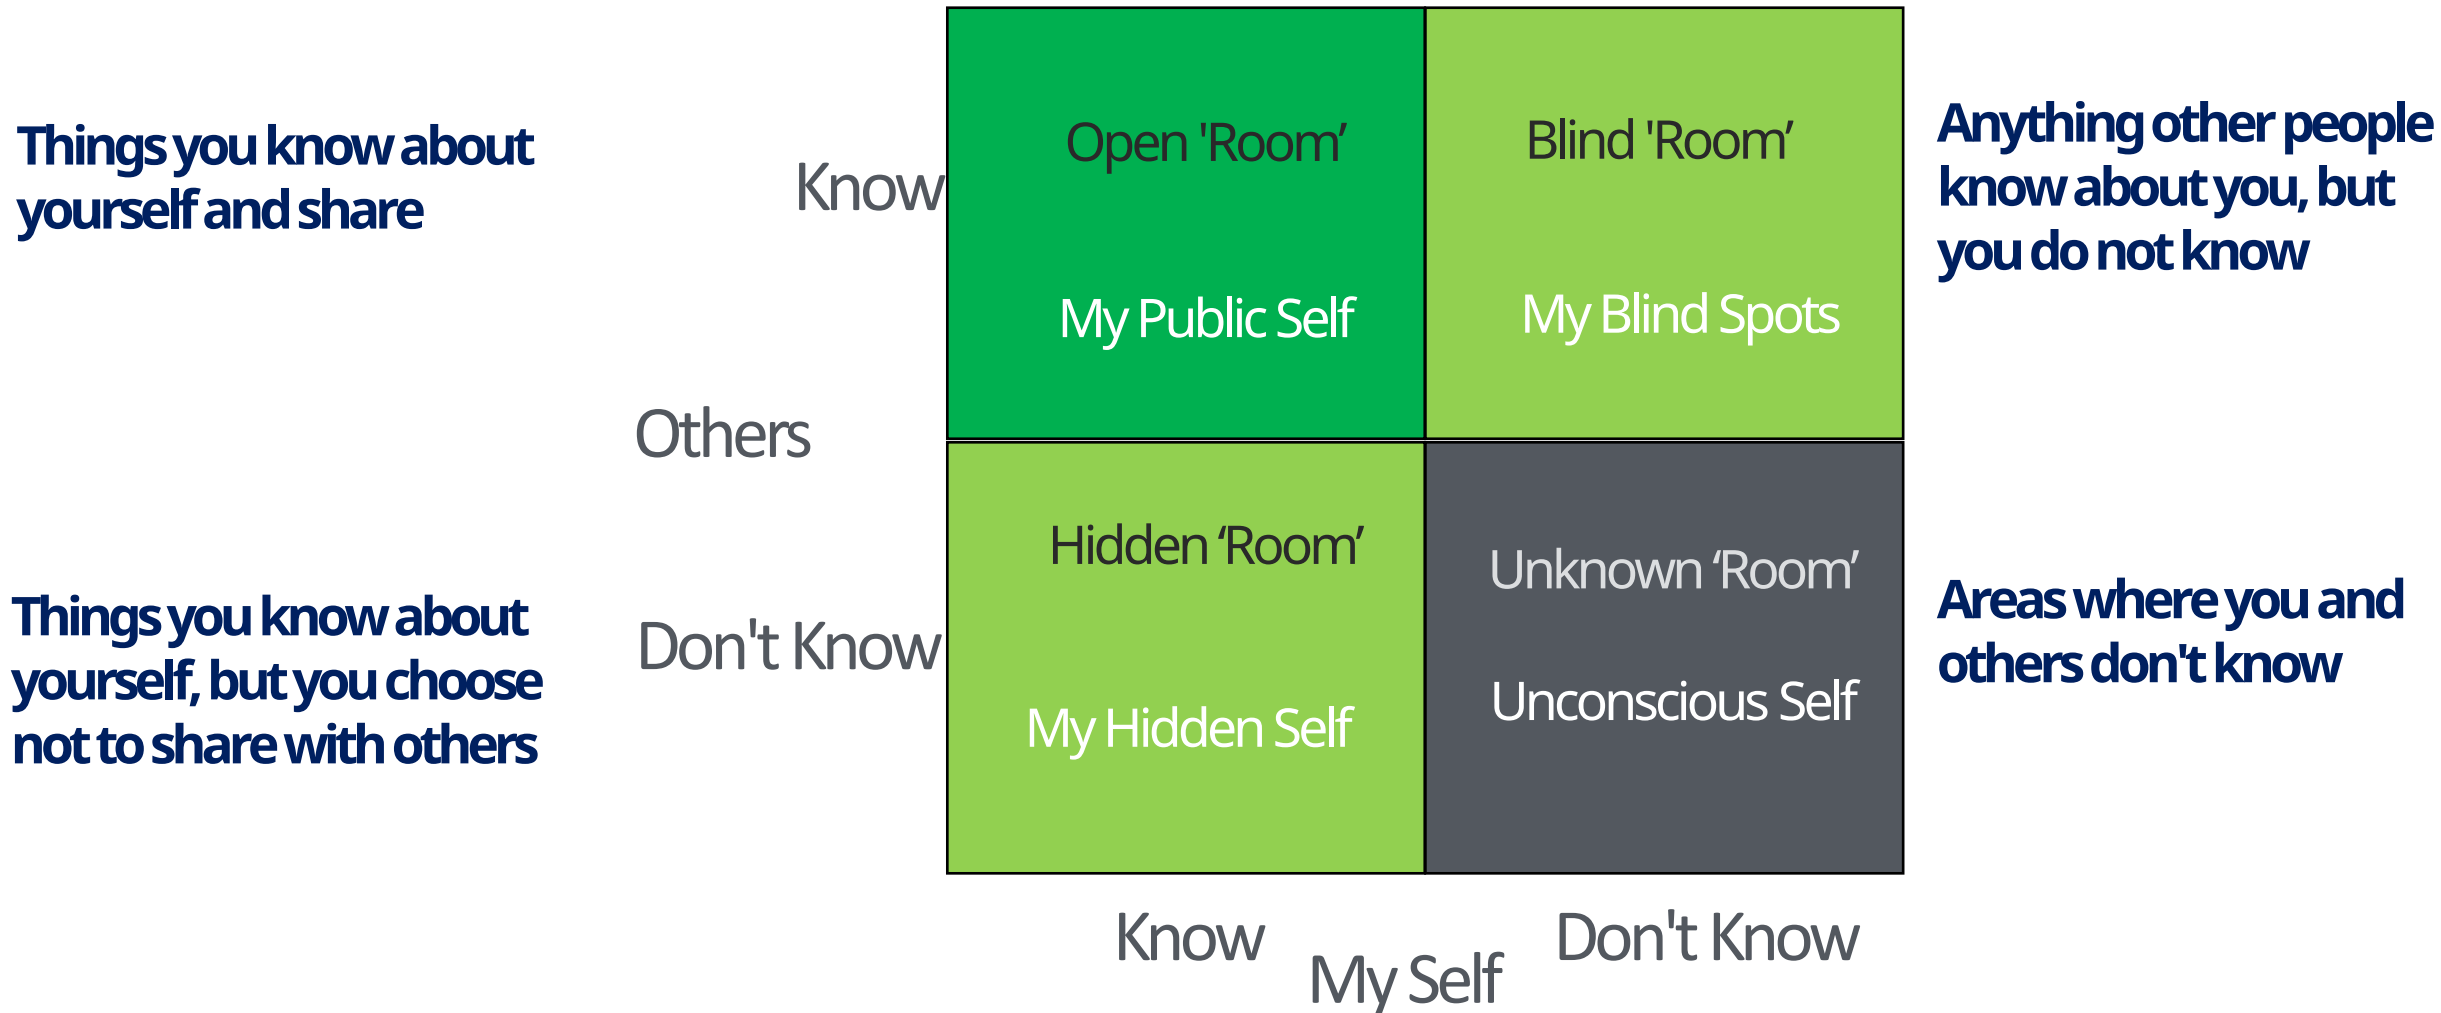 Things you know about
yourself and share
Know
Open 'Room’
My Public Self
Blind 'Room’
My Blind Spots
Anything other people
know about you, but
you do not know
Others
Things you know about
yourself, but you choose
not to share with others
Don't Know
Hidden ‘Room’
My Hidden Self
Unknown ‘Room’
Unconscious Self
Areas where you and
others don't know
Know
Don't Know
My Self